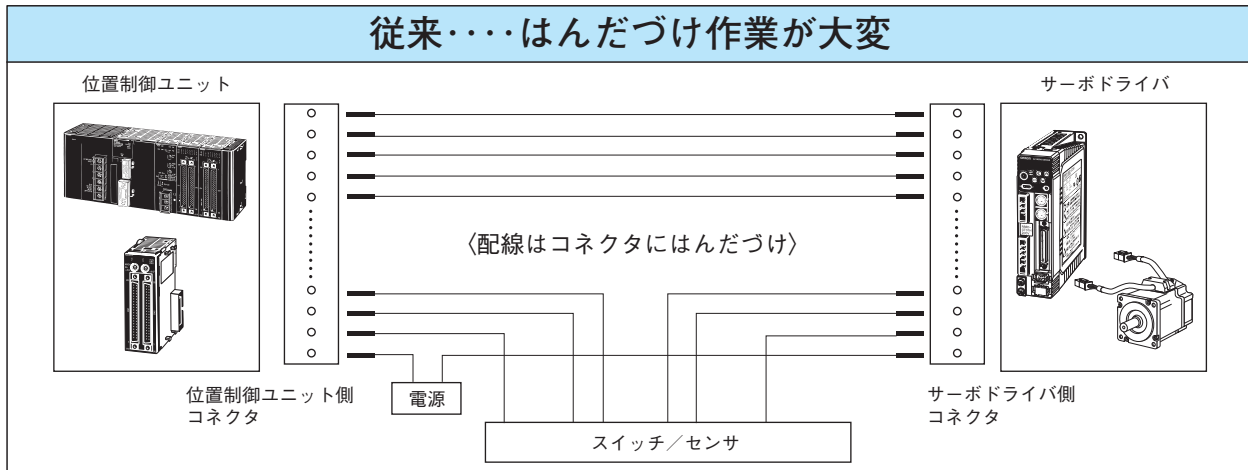 従来‥‥はんだづけ作業が大変
位置制御ユニット
サーボドライバ
〈配線はコネクタにはんだづけ〉
位置制御ユニット側
コネクタ
電源
サーボドライバ側
コネクタ
スイッチ／センサ